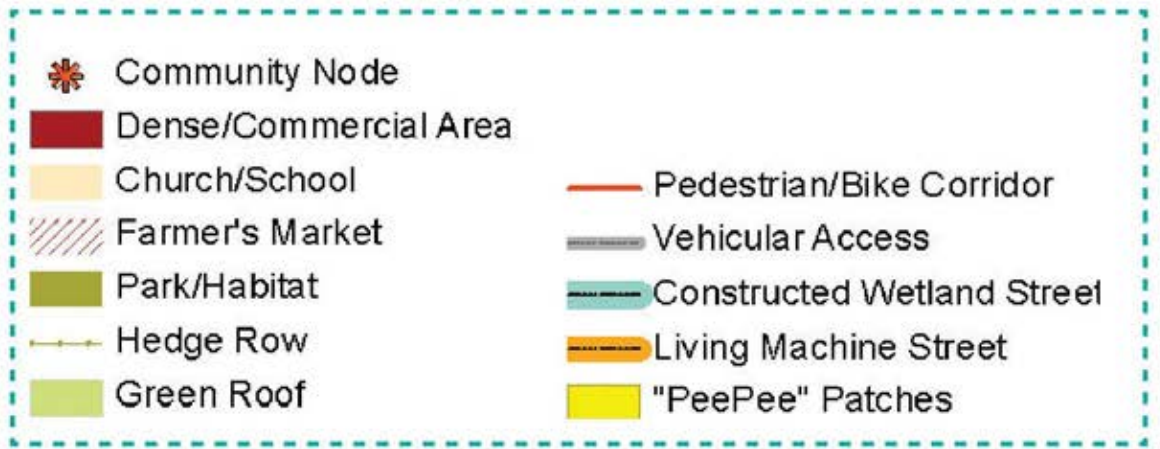 Community Node
Dense/Commercial Area
Church/School
Farmer's Market
Park/Habitat
Hedge Row
Green Roof
Pedestrian/Bike Corridor
Vehicular Access
Constructed Wetland Street
Living Machine Street
"PeePee" Patches